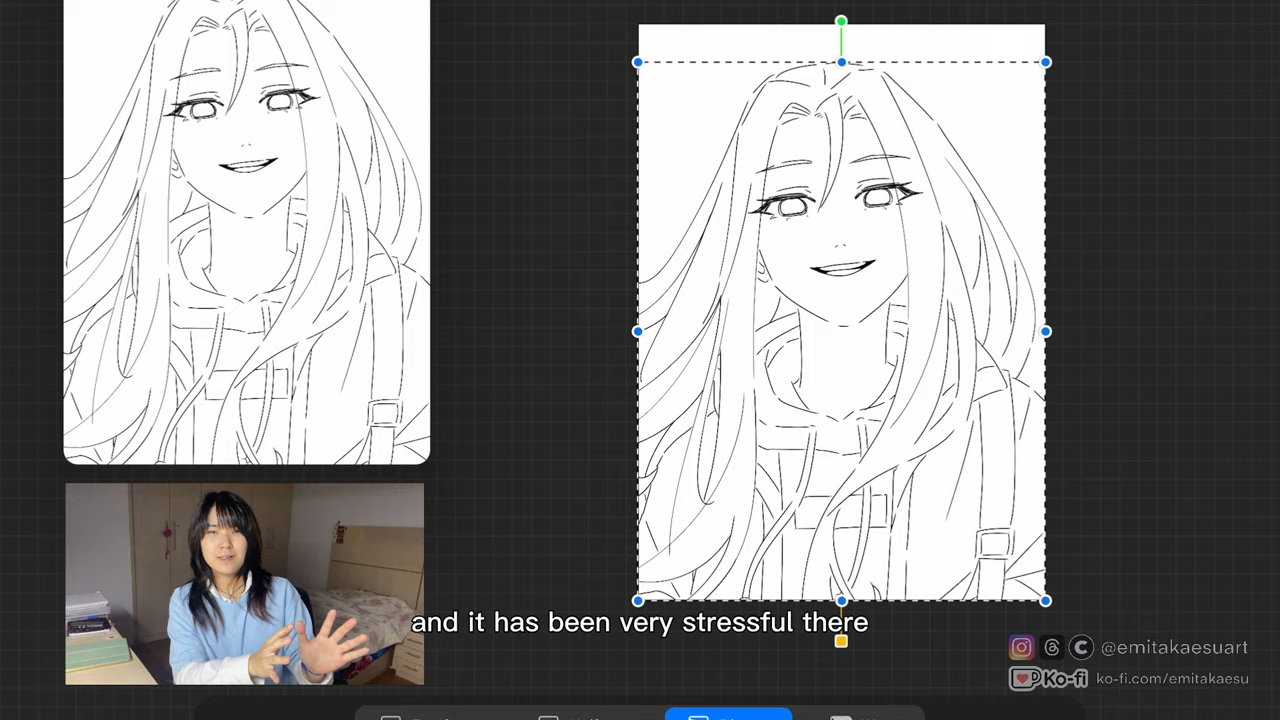 and it has been very stressful there
@emitakaesuart
Ko-fi ko-fi.com/emitakaesu